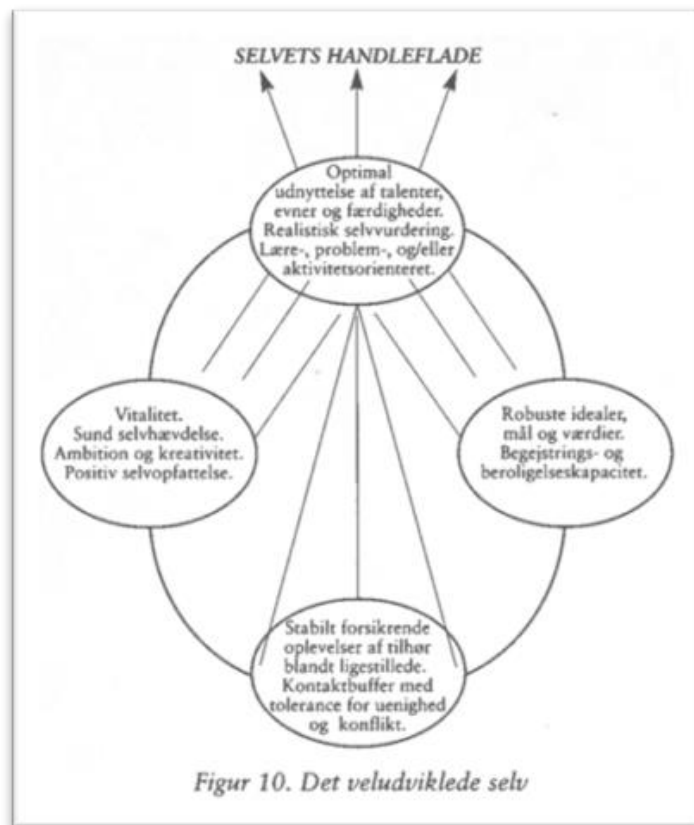 SELVETS HANDLEFLADE
Optimal
udnyttelse af talenter,
evner og færdigheder.
Realistisk selvvurdering.
Lære-, problem-, og/eller
aktivitetsorienteret.
Vitalitet.
Sund selvhævdelse.
Ambition og kreativitet.
Positiv selvopfattelse.
Robuste idealer,
mål og værdier.
Begejstrings- og
beroligelseskapacitet.
Stabilt forsikrende
oplevelser af tilhør
blandt ligestillede.
Kontaktbuffer med
tolerance for uenighed
og konflikt.
Figur 10. Det veludviklede selv